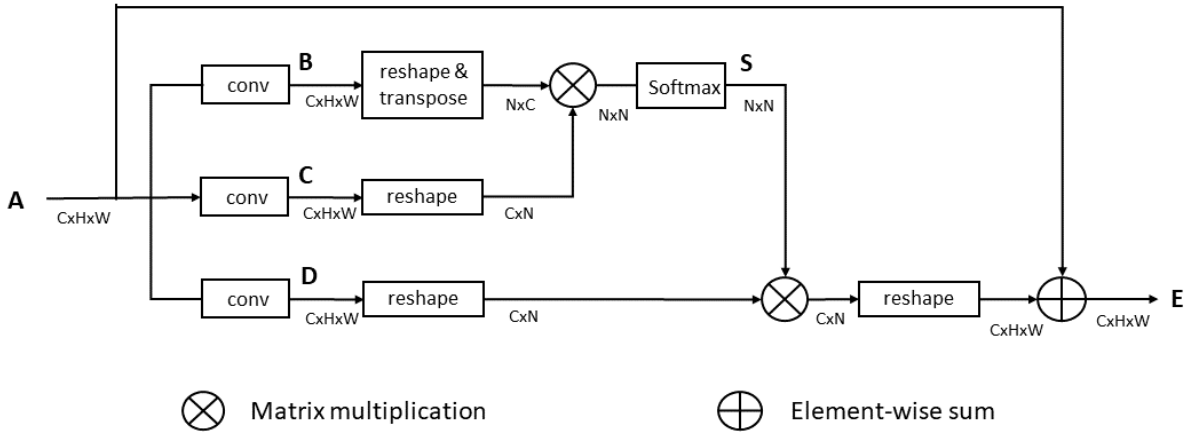 B
conv
CxHxW
reshape &
transpose
NxC
NxN
Softmax
S
NxN
A
CxHxW
C
conv
CxHxW
reshape
CxN
D
conv
CxHxW
reshape
CxN
CxN
reshape
CxHxW
CxHxW
E
Matrix multiplication
Element-wise sum